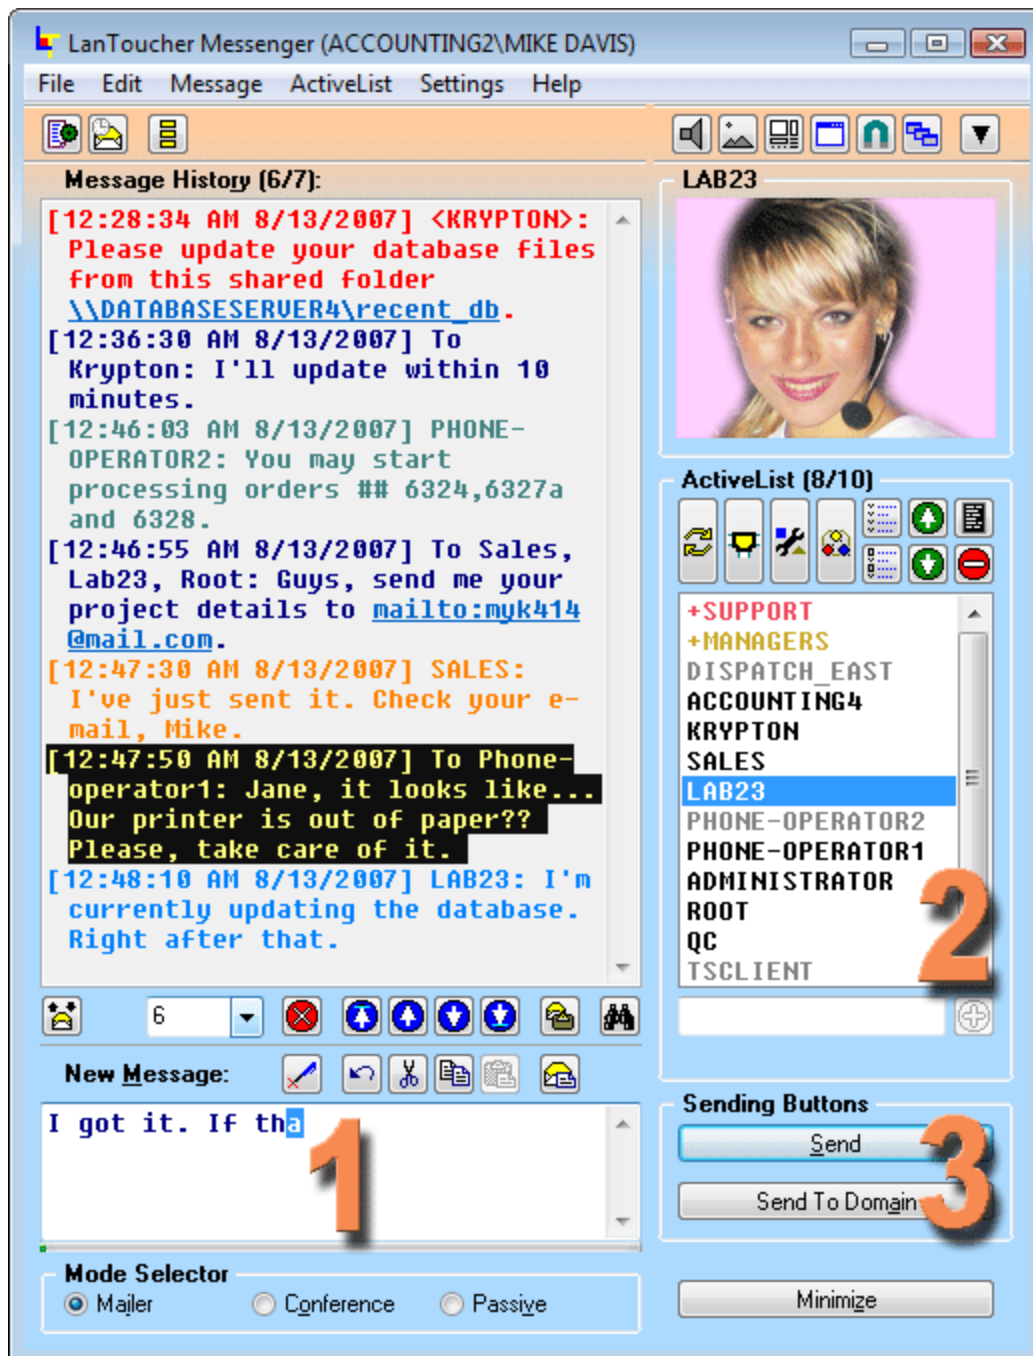 LanToucher Messenger (ACCOUNTING2\MIKE DAVIS)
File Edit Message ActiveList Settings Help
Message History (6/7):
[12:28:34 AM 8/13/2007] <KRYPTON>:
Please update your database files
from this shared folder
\\DATABASESERVER4\recent_db.
[12:36:30 AM 8/13/2007] To
Krypton: I'll update within 10
minutes.
[12:46:03 AM 8/13/2007] PHONE-
OPERATOR2: You may start
processing orders ## 6324,6327a
and 6328.
[12:46:55 AM 8/13/2007] To Sales,
Lab23, Root: Guys, send me your
project details to mailto:myk414
@mail.com.
[12:47:30 AM 8/13/2007] SALES:
I've just sent it. Check your e-
mail, Mike.
[12:47:50 AM 8/13/2007] To Phone-
operator1: Jane, it looks like...
Our printer is out of paper??
Please, take care of it.
[12:48:10 AM 8/13/2007] LAB23: I'm
currently updating the database.
Right after that.
6
New Message:
I got it. If tha
1
Mode Selector
Mailer Conference Passive
LAB23
ActiveList (8/10)
+SUPPORT
+MANAGERS
DISPATCH_EAST
ACCOUNTING4
KRYPTON
SALES
LAB23
PHONE-OPERATOR2
PHONE-OPERATOR1
ADMINISTRATOR
ROOT
QC
TSCLIENT
2
Sending Buttons
Send
Send To Domain
3
Minimize